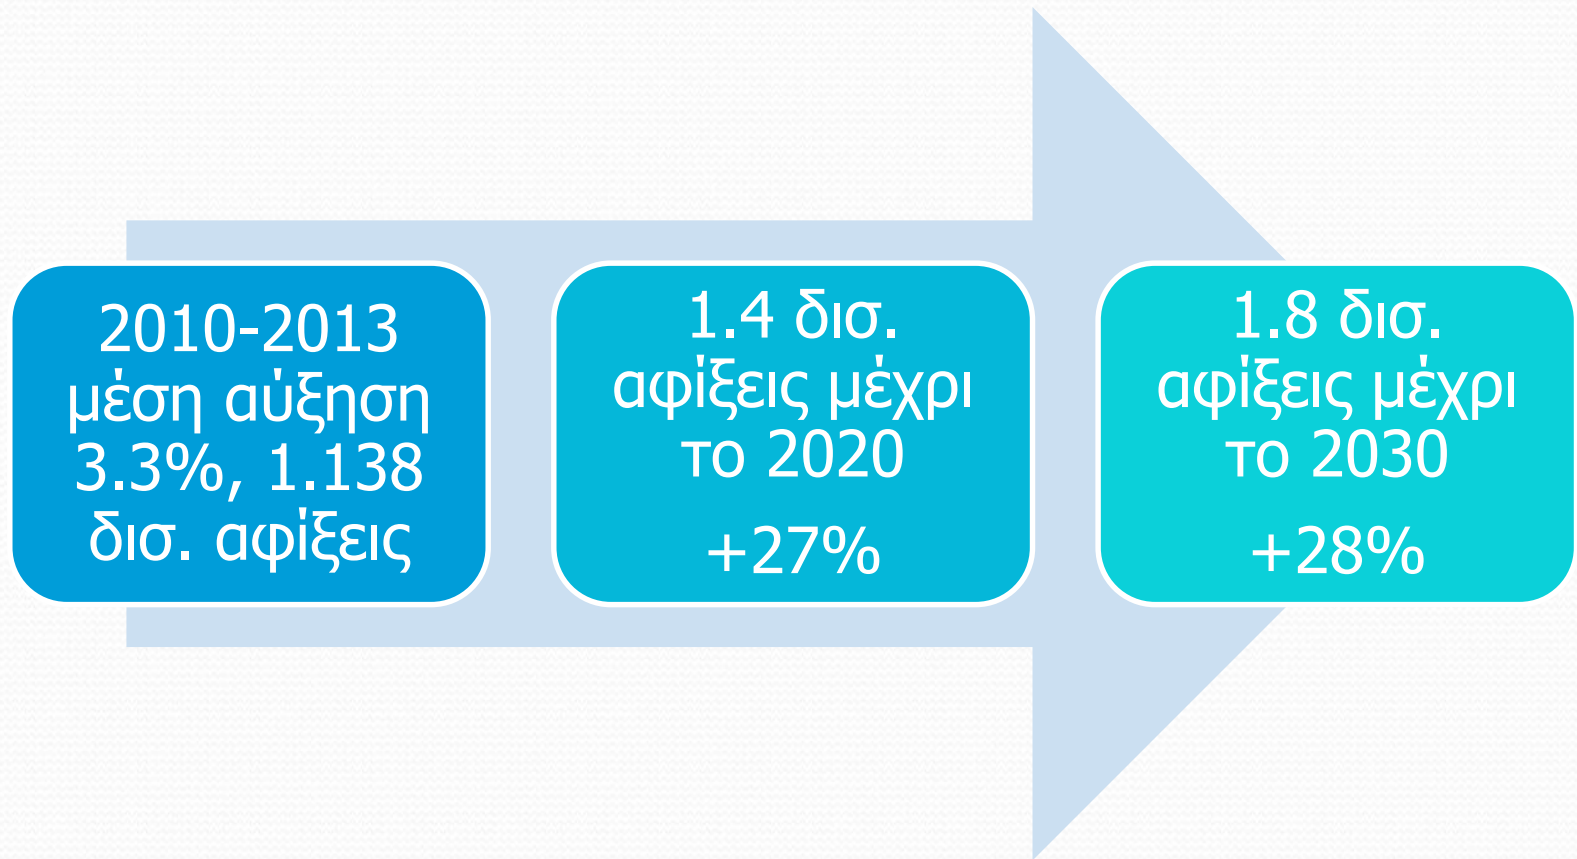 2010-2013
μέση αύξηση
3.3%, 1.138
δισ. αφίξεις
1.4 δισ.
αφίξεις μέχρι
το 2020
+27%
1.8 δισ.
αφίξεις μέχρι
το 2030
+28%